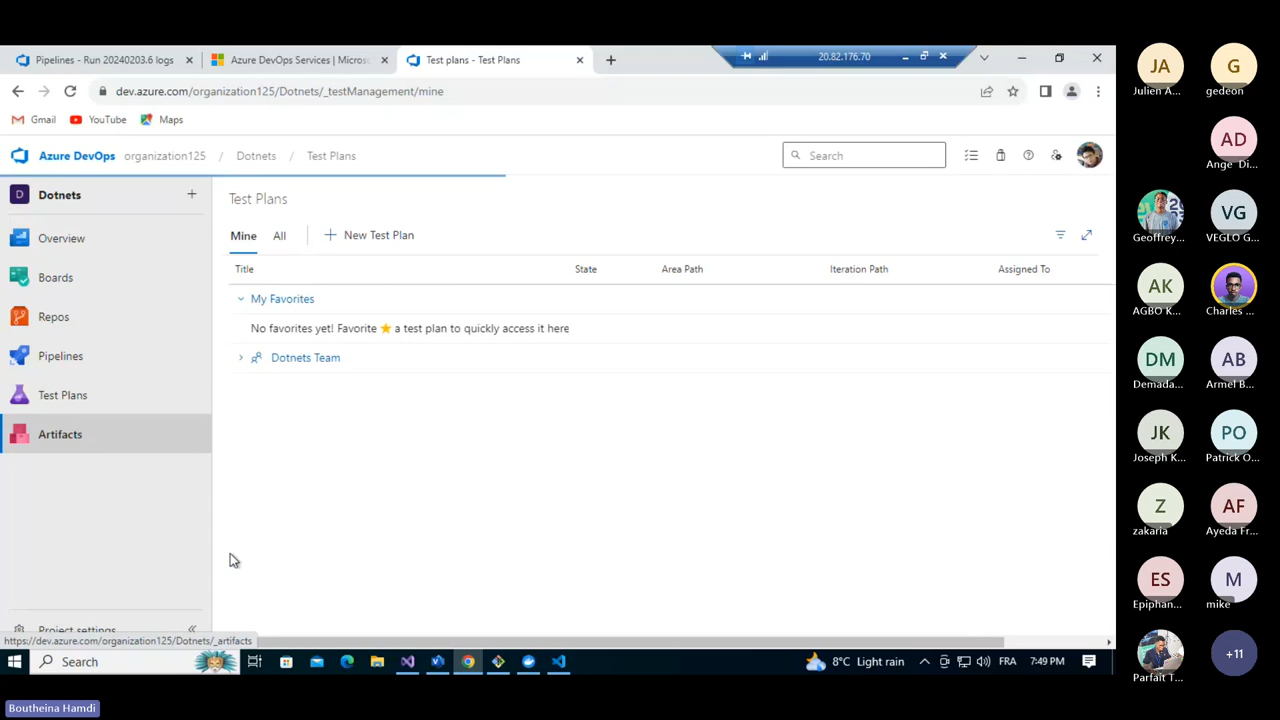 Pipelines - Run 20240203.6 logs
Azure DevOps Services | Micros
Test plans - Test Plans
20.82.176.70
dev.azure.com/organization125/Dotnets/_testManagement/mine
Gmail
YouTube
Maps
Azure DevOps
organization125 / Dotnets / Test Plans
Search
D
Dotnets
Overview
Boards
Repos
Pipelines
Test Plans
Artifacts
Project settings
https://dev.azure.com/organization125/Dotnets/_artifacts
Test Plans
Mine
All
New Test Plan
Title
State
Area Path
Iteration Path
Assigned To
My Favorites
No favorites yet! Favorite ⭐ a test plan to quickly access it here
Dotnets Team
Search
8°C Light rain
FRA
7:49 PM
Boutheina Hamdi
JA
Julien A...
G
gedeon
AD
Ange Di...
Geoffrey...
VG
VEGLO G...
AK
AGBO K...
Charles ...
DM
Demada...
AB
Armel B...
JK
Joseph K...
PO
Patrick O...
Z
zakaria
AF
Ayeda Fr...
ES
Epiphan...
M
mike
Parfait T...
+11